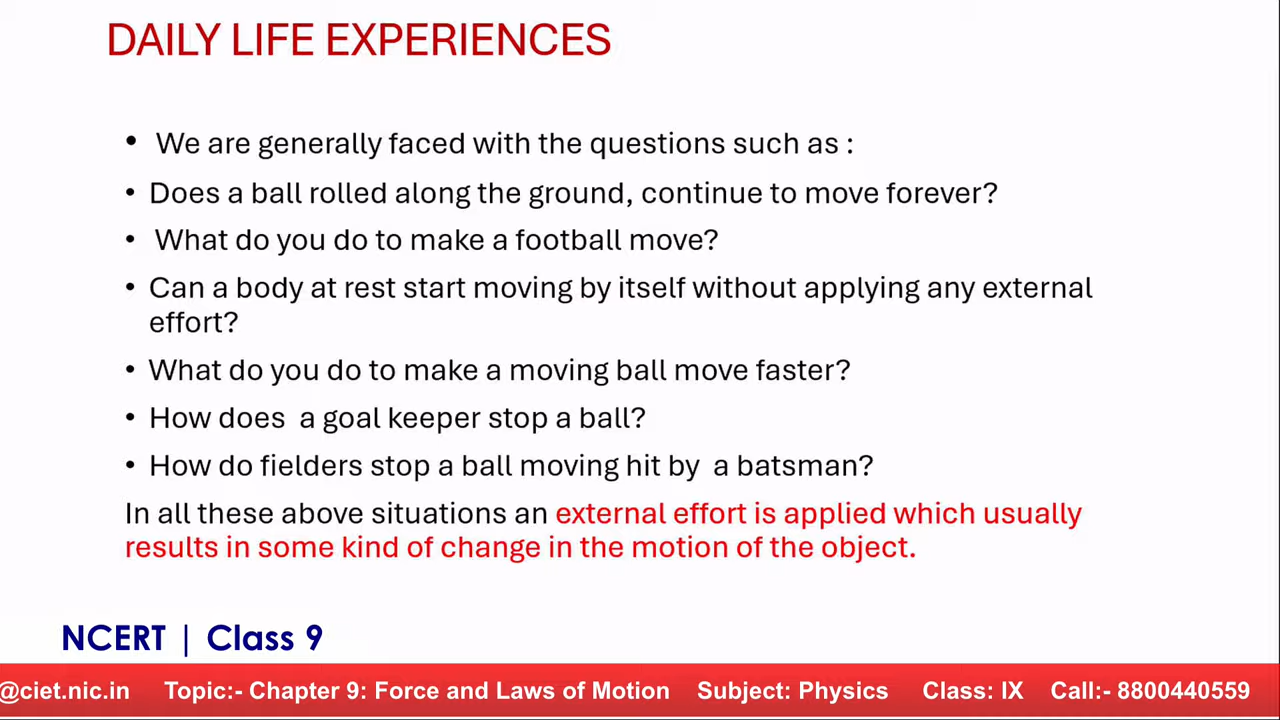 DAILY LIFE EXPERIENCES
• We are generally faced with the questions such as :
• Does a ball rolled along the ground, continue to move forever?
• What do you do to make a football move?
• Can a body at rest start moving by itself without applying any external
effort?
• What do you do to make a moving ball move faster?
• How does a goal keeper stop a ball?
• How do fielders stop a ball moving hit by a batsman?
In all these above situations an external effort is applied which usually
results in some kind of change in the motion of the object.
NCERT | Class 9
@ciet.nic.in Topic:- Chapter 9: Force and Laws of Motion Subject: Physics Class: IX Call:- 8800440559